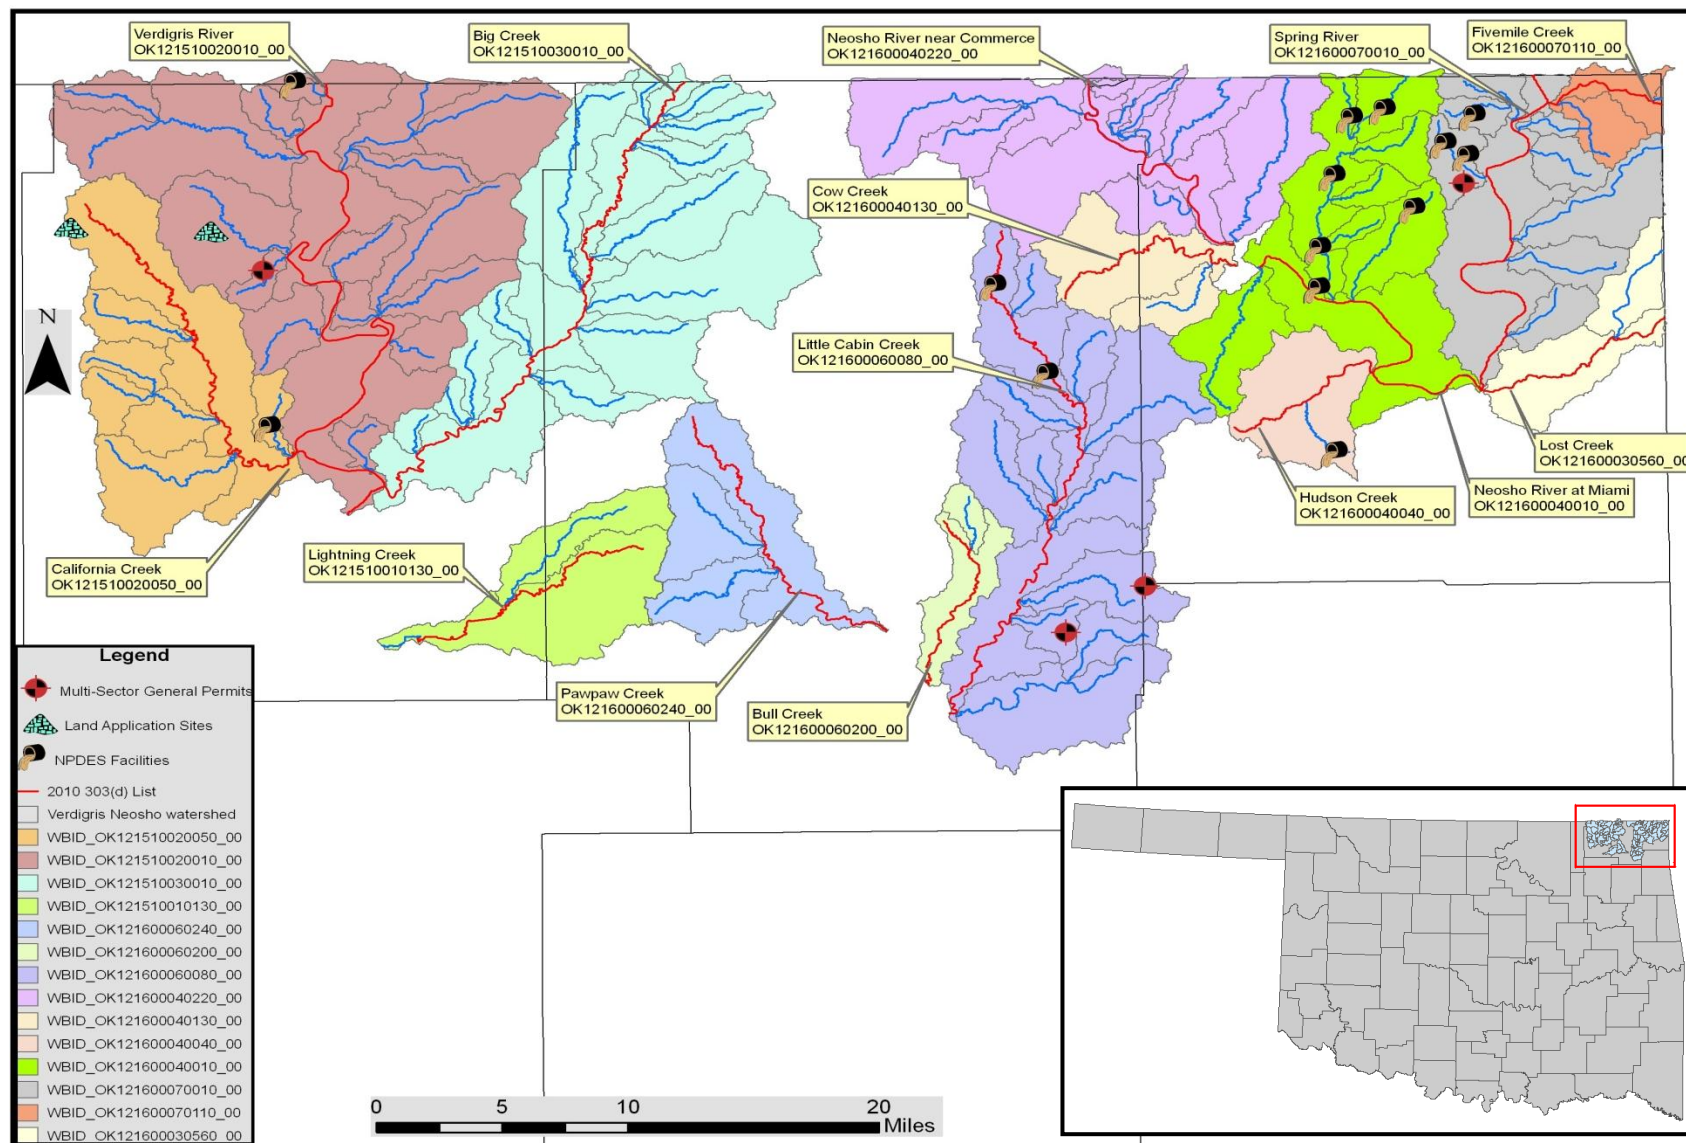 Verdigris River
OK121510020010_00
Big Creek
OK121510030010_00
Neosho River near Commerce
OK121600040220_00
Spring River
OK121600070010_00
Fivemile Creek
OK121600070110_00
Cow Creek
OK121600040130_00
N
Little Cabin Creek
OK121600060080_00
Lost Creek
OK121600030560_00
Neosho River at Miami
OK121600040010_00
Hudson Creek
OK121600040040_00
California Creek
OK121510020050_00
Lightning Creek
OK121510010130_00
Pawpaw Creek
OK121600060240_00
Bull Creek
OK121600060200_00
Legend
Multi-Sector General Permits
Land Application Sites
NPDES Facilities
2010 303(d) List
Verdigris Neosho watershed
WBID_OK121510020050_00
WBID_OK121510020010_00
WBID_OK121510030010_00
WBID_OK121510010130_00
WBID_OK121600060240_00
WBID_OK121600060200_00
WBID_OK121600060080_00
WBID_OK121600040220_00
WBID_OK121600040130_00
WBID_OK121600040040_00
WBID_OK121600040010_00
WBID_OK121600070010_00
WBID_OK121600070110_00
WBID_OK121600030560_00
0 5 10 20
Miles